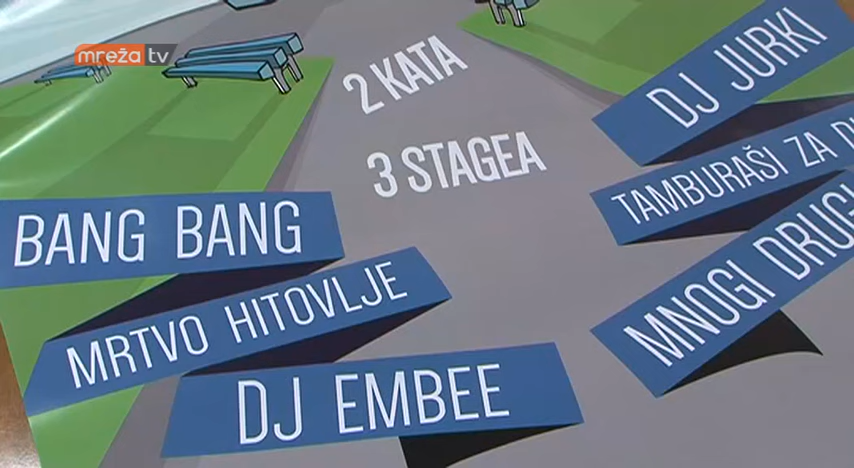 mreža tv
2 KATA
3 STAGEA
BANG BANG
MRTVO HITOVLJE
DJ EMBEE
DJ JURKI
TAMBURAŠI ZA
MNOGI DRUGI